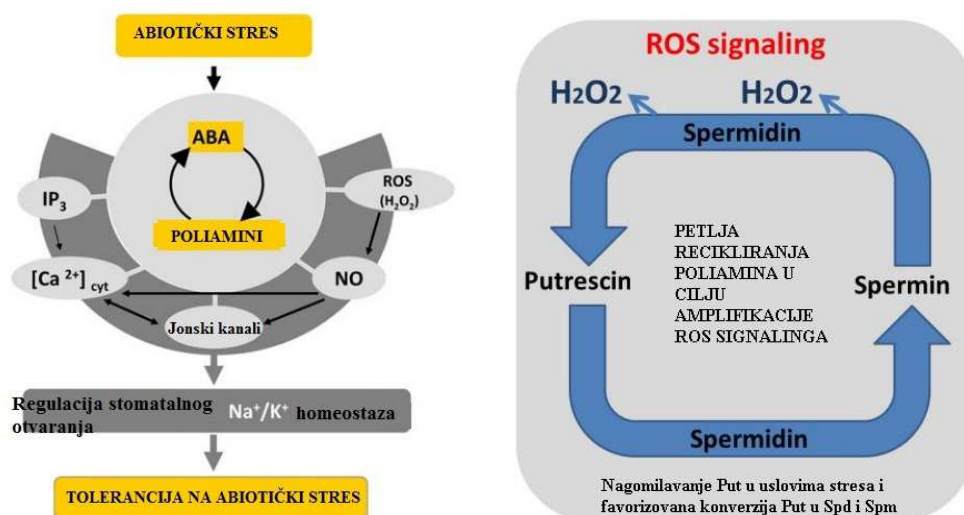 ABIOTIČKI STRES
ABA
POLIAMINI
IP3
ROS
(H2O2)
[Ca 2+] cyt
NO
Jonski kanali
Regulacija stomatalnog
otvaranja
Na+/K+ homeostaza
TOLERANCIJA NA ABIOTIČKI STRES
ROS signaling
H2O2
H2O2
Spermidin
Putrescin
PETLJA
RECIKLIRANJA
POLIAMINA U
CILJU
AMPLIFIKACIJE
ROS SIGNALINGA
Spermin
Spermidin
Nagomilavanje Put u uslovima stresa i
favorizovana konverzija Put u Spd i Spm